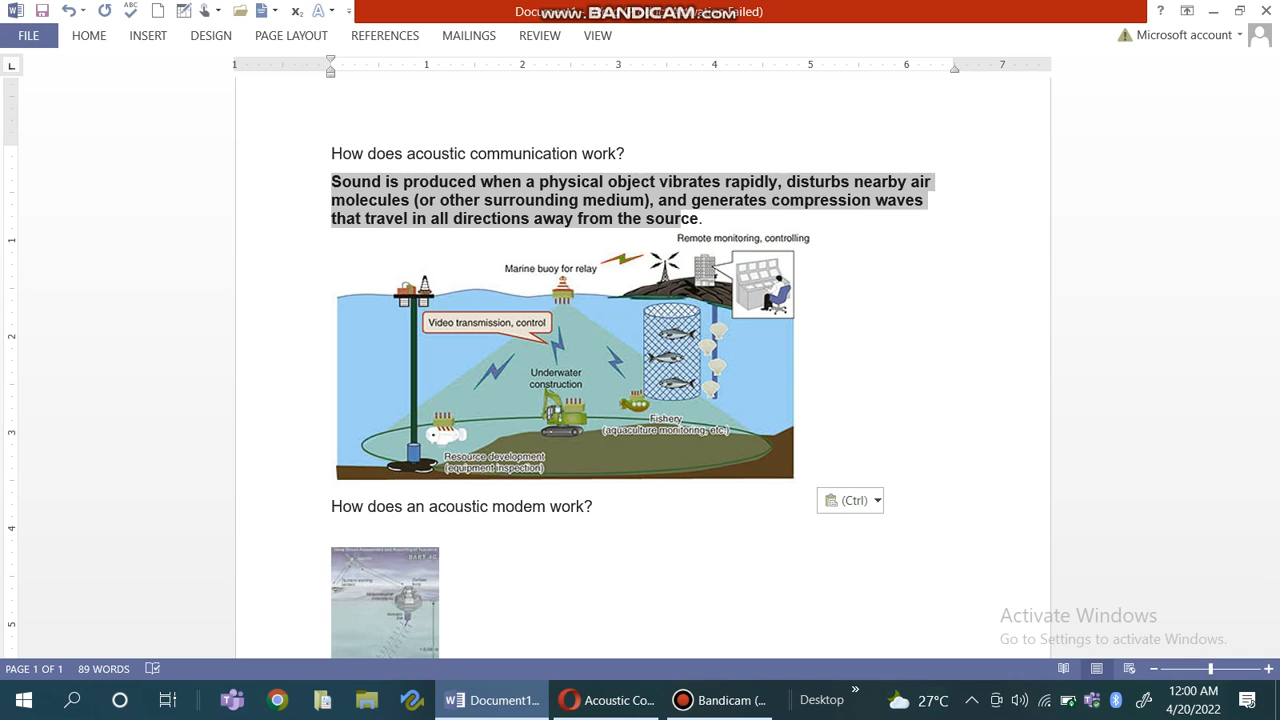 www.BANDICAM.com
FILE HOME INSERT DESIGN PAGE LAYOUT REFERENCES MAILINGS REVIEW VIEW Microsoft account
How does acoustic communication work?
Sound is produced when a physical object vibrates rapidly, disturbs nearby air
molecules (or other surrounding medium), and generates compression waves
that travel in all directions away from the source.
Remote monitoring, controlling
Marine buoy for relay
Video transmission, control
Underwater
construction
Fishery
(aquaculture monitoring, etc.)
Resource development
(equipment inspection)
How does an acoustic modem work?
(Ctrl)
DART
Activate Windows
Go to Settings to activate Windows.
PAGE 1 OF 1 89 WORDS
Document1... Acoustic Co... Bandicam (... Desktop 27°C
12:00 AM
4/20/2022